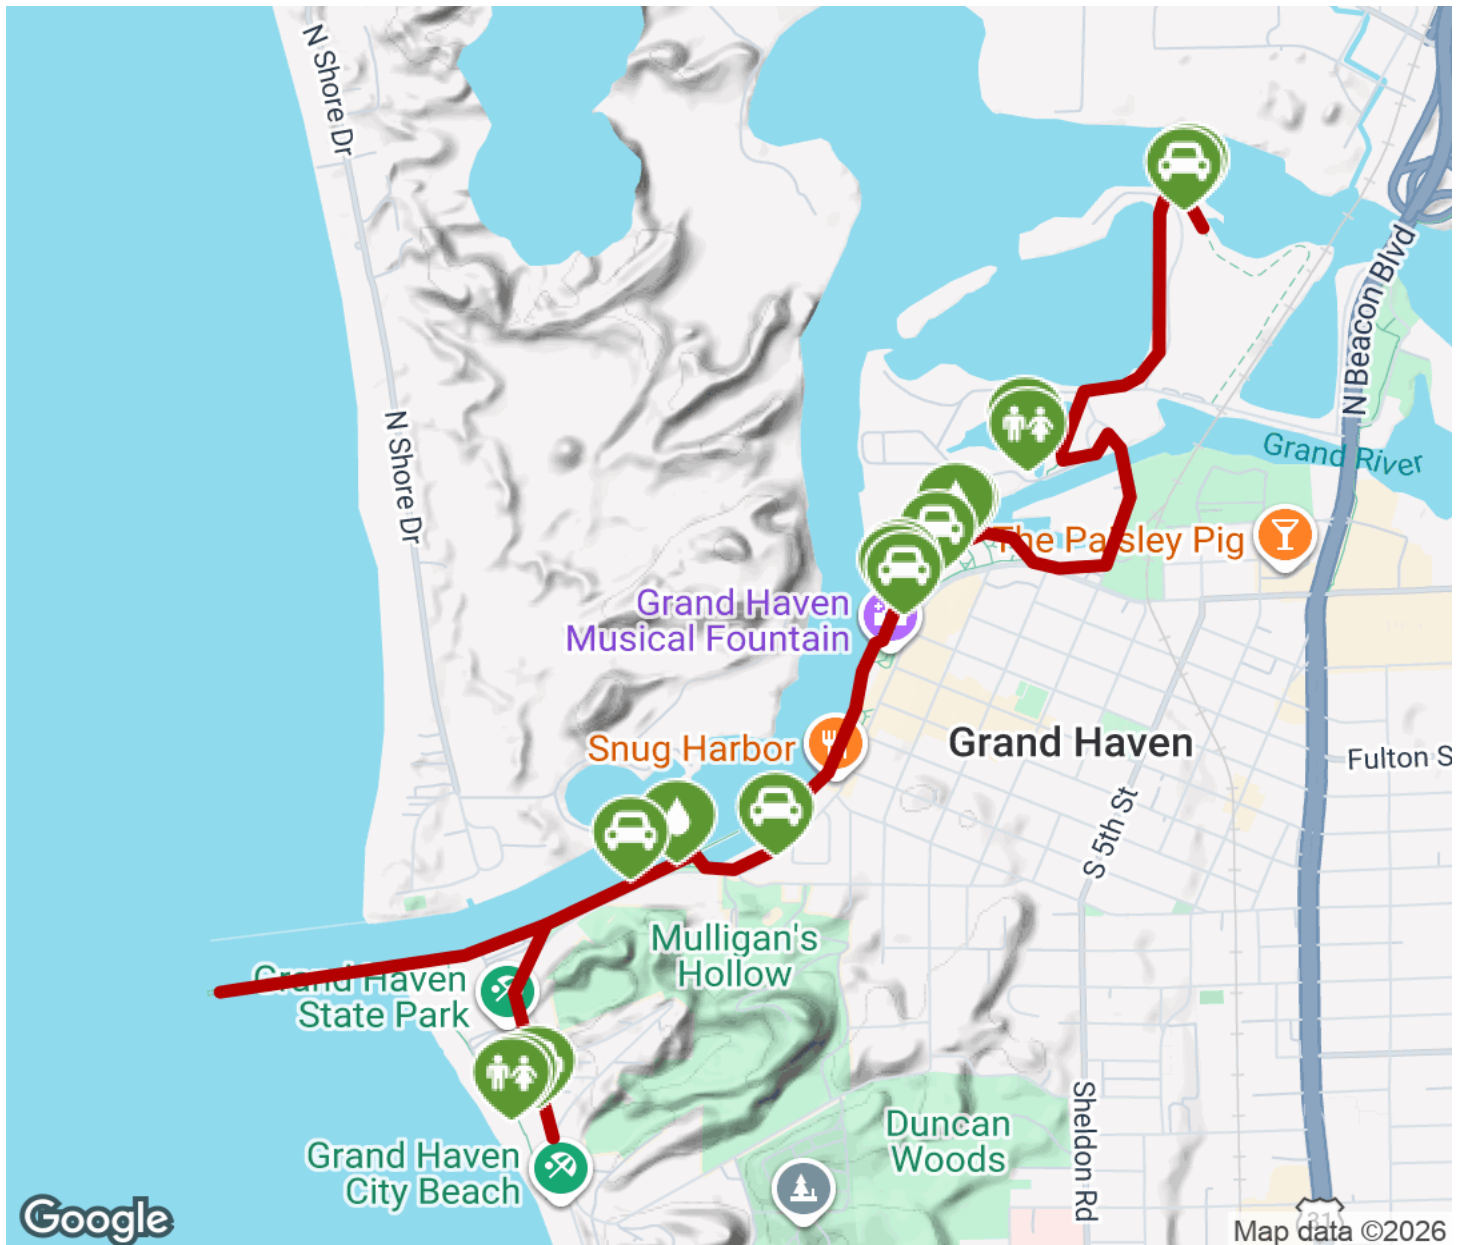 N Shore Dr
N Beacon Blvd
N Shore Dr
Grand River
The Paisley Pig
Grand Haven
Musical Fountain
Snug Harbor
Grand Haven
Fulton S
S 5th St
Mulligan's
Hollow
Grand Haven
State Park
Duncan
Woods
Sheldon Rd
Grand Haven
City Beach
31
Google
Map data ©2026